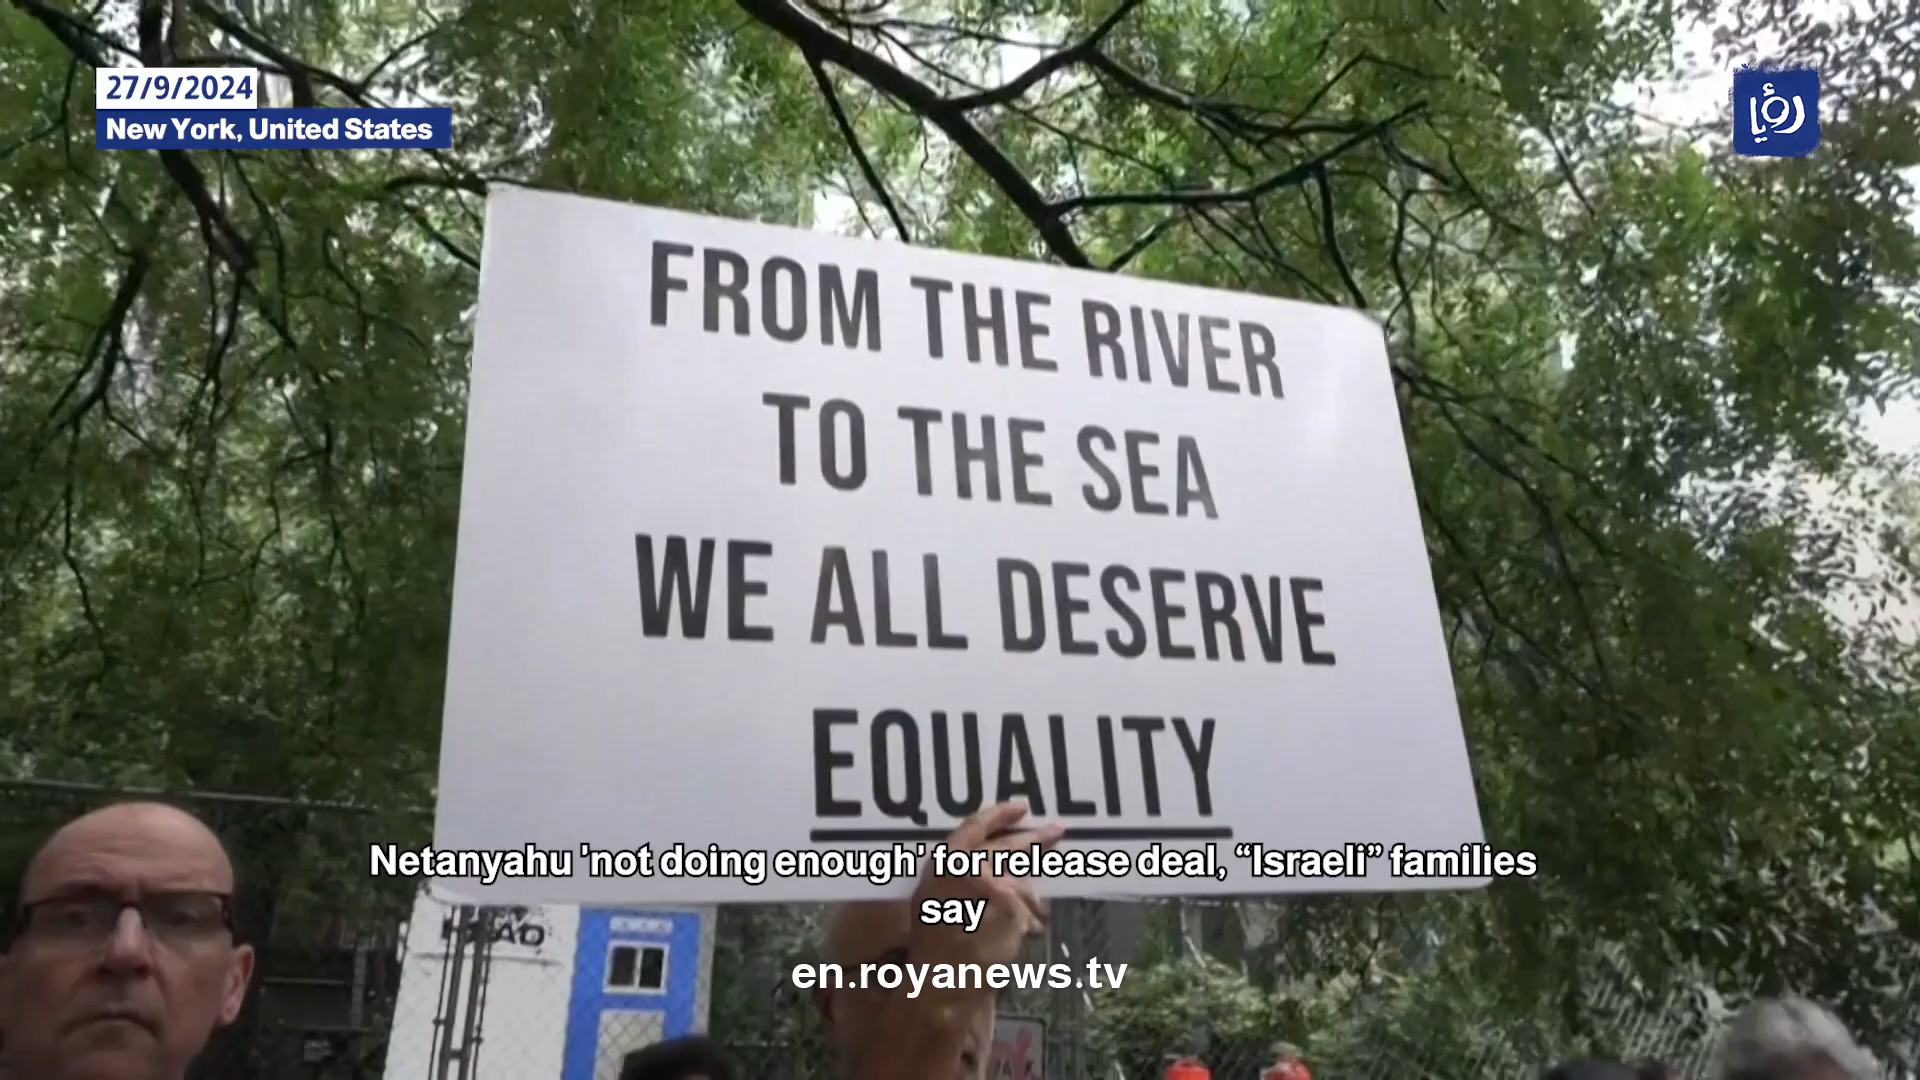 27/9/2024
New York, United States
رؤيا
FROM THE RIVER
TO THE SEA
WE ALL DESERVE
EQUALITY
Netanyahu 'not doing enough' for release deal, “Israeli” families
say
HEAD
en.royanews.tv